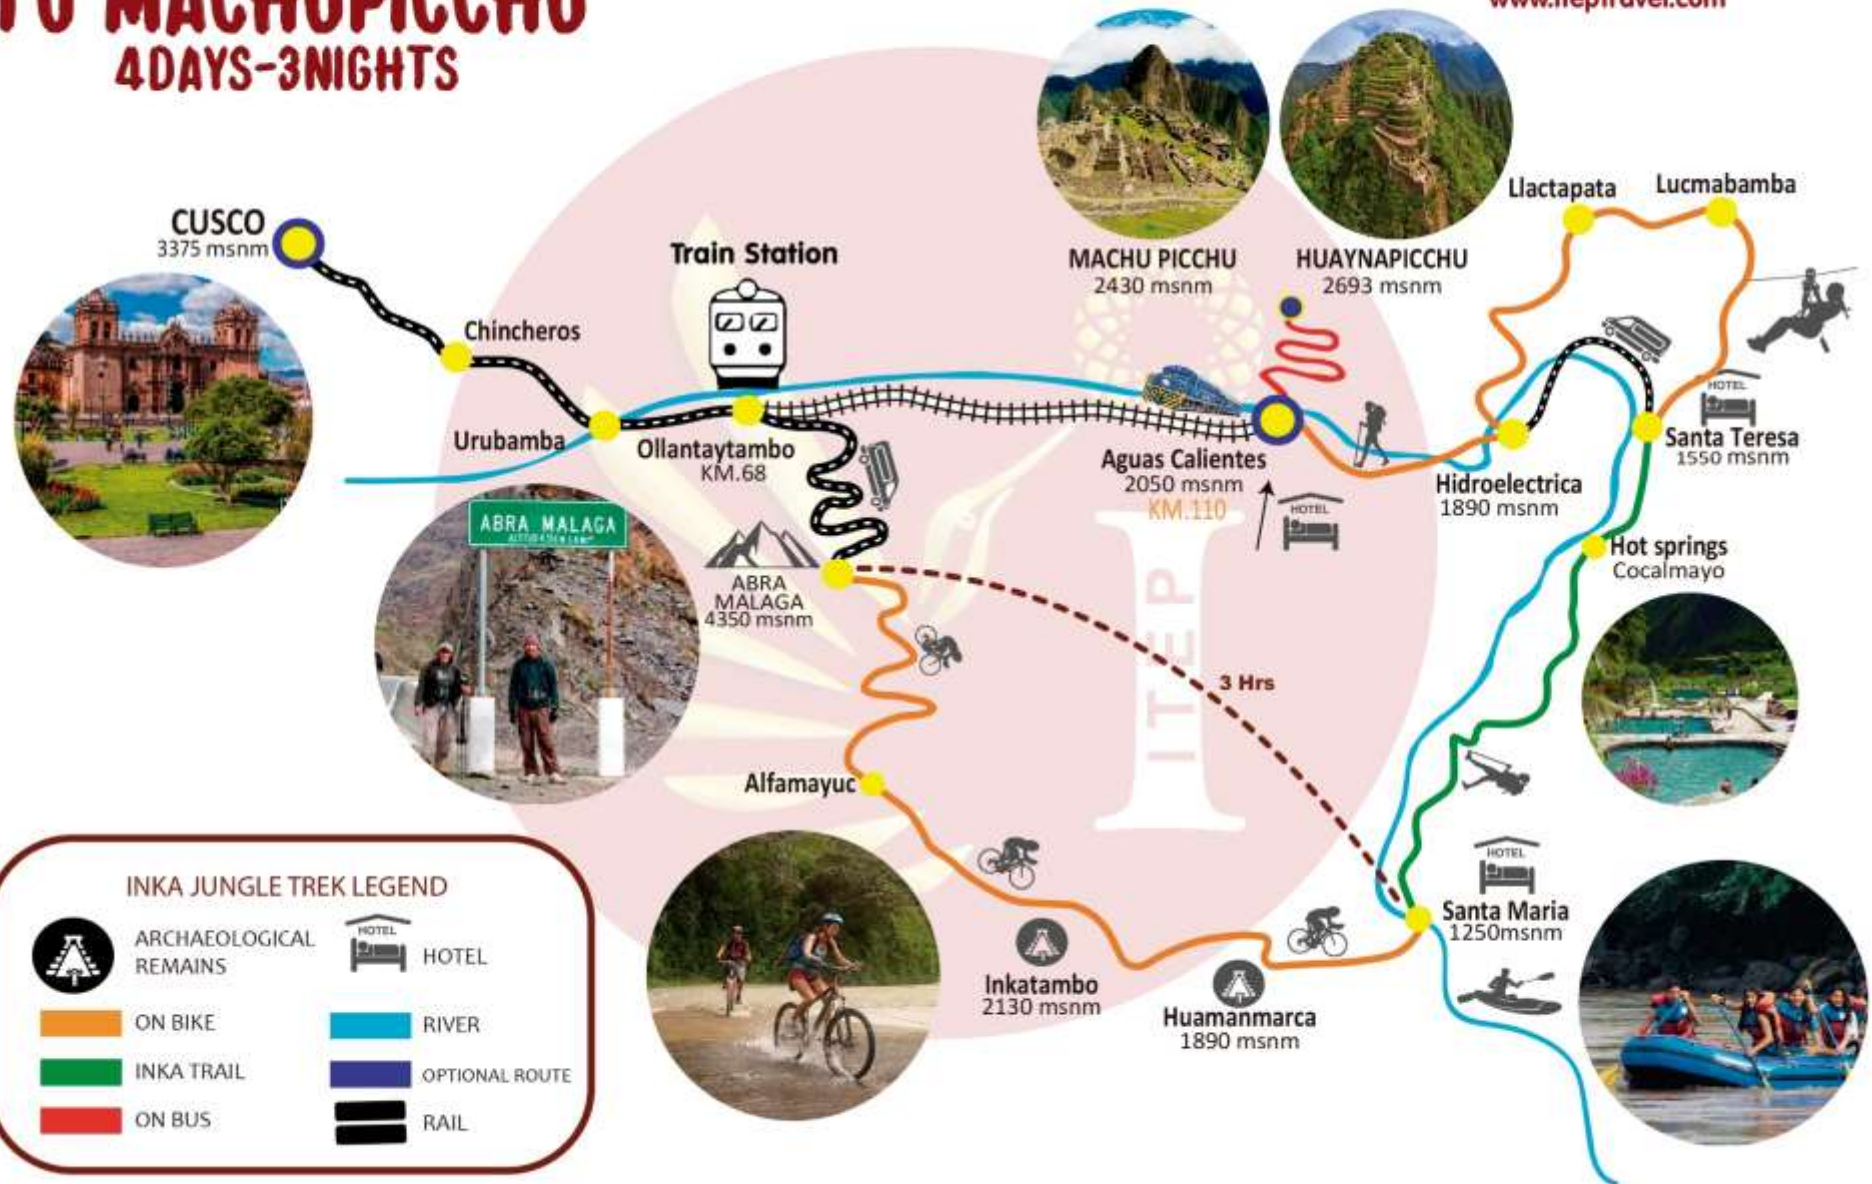 MACHUPICCHU
4DAYS-3NIGHTS
CUSCO
3375 msnm
Chincheros
Urubamba
Train Station
Ollantaytambo
KM.68
MACHU PICCHU
2430 msnm
HUAYNAPICCHU
2693 msnm
Llactapata
Lucmabamba
Aguas Calientes
2050 msnm
KM.110
HOTEL
Hidroelectrica
1890 msnm
HOTEL
Santa Teresa
1550 msnm
Hot springs
Cocalmayo
ABRA MALAGA
ABRA
MALAGA
4350 msnm
3 Hrs
ITEP
Alfamayuc
HOTEL
Santa Maria
1250msnm
Inkatambo
2130 msnm
Huamanmarca
1890 msnm
INKA JUNGLE TREK LEGEND
ARCHAEOLOGICAL
REMAINS
HOTEL
HOTEL
ON BIKE
RIVER
INKA TRAIL
OPTIONAL ROUTE
ON BUS
RAIL